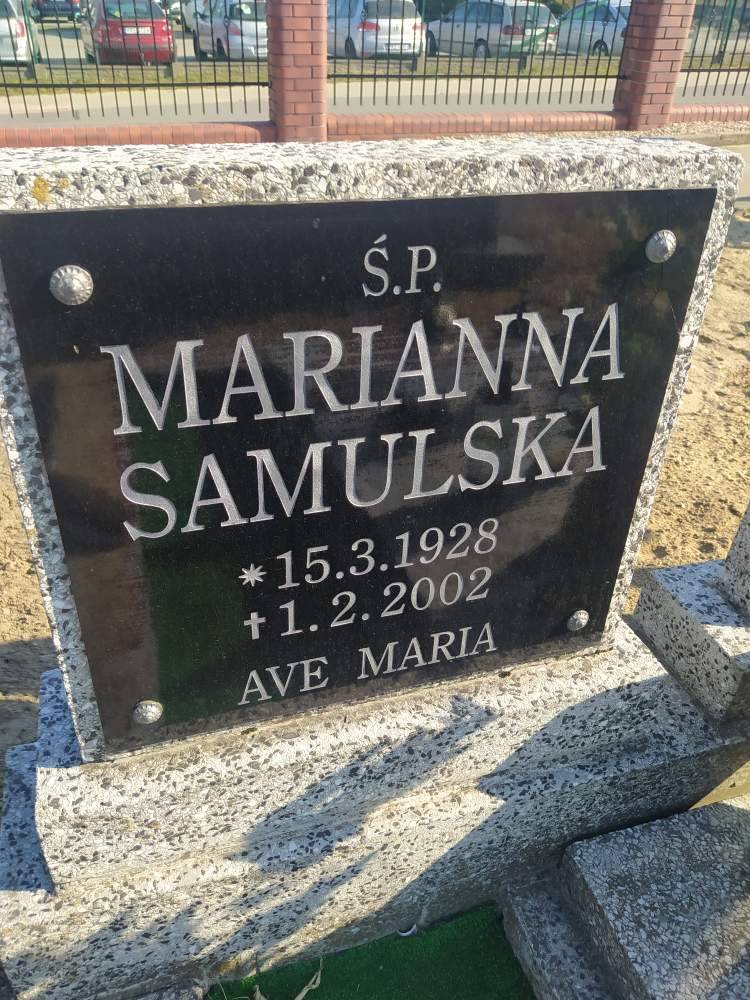 Ś.P.
MARIANNA
SAMULSKA
* 15.3.1928
✝ 1.2.2002
AVE MARIA